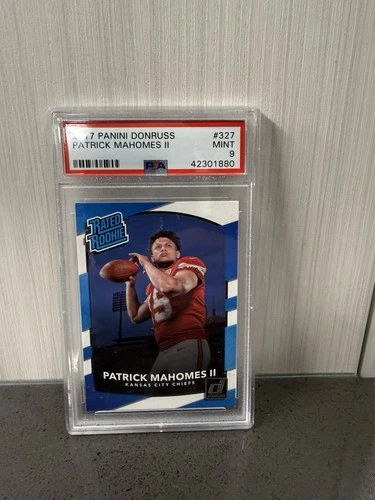 PANINI DONRUSS #327
PATRICK MAHOMES II MINT
9
PSA 42301880
RATED
ROOKIE
PATRICK MAHOMES II
KANSAS CITY CHIEFS